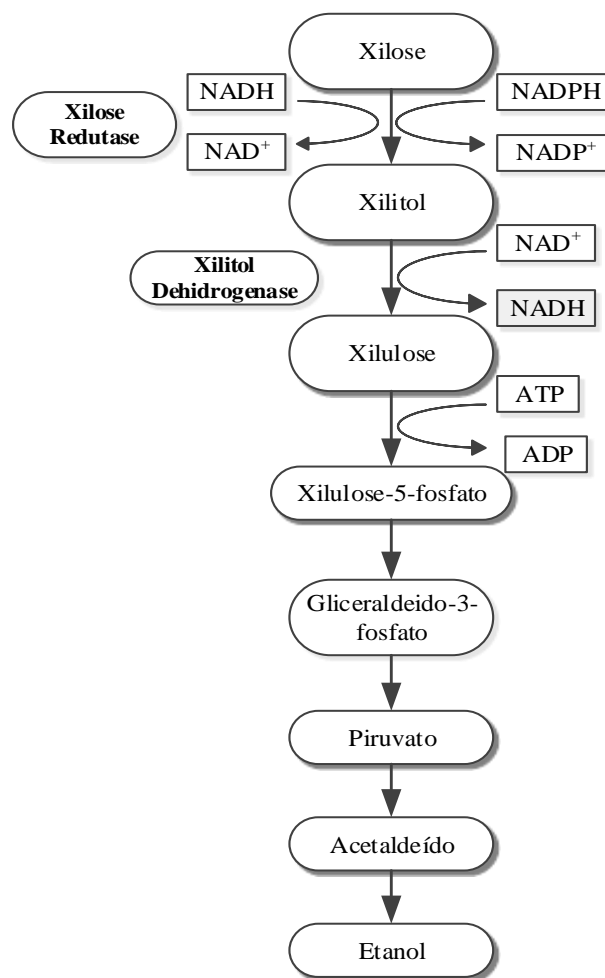 Xilose
NADH
NADPH
Xilose
Redutase
NAD⁺
NADP⁺
Xilitol
NAD⁺
Xilitol
Dehidrogenase
NADH
Xilulose
ATP
ADP
Xilulose-5-fosfato
Gliceraldeido-3-
fosfato
Piruvato
Acetaldeído
Etanol